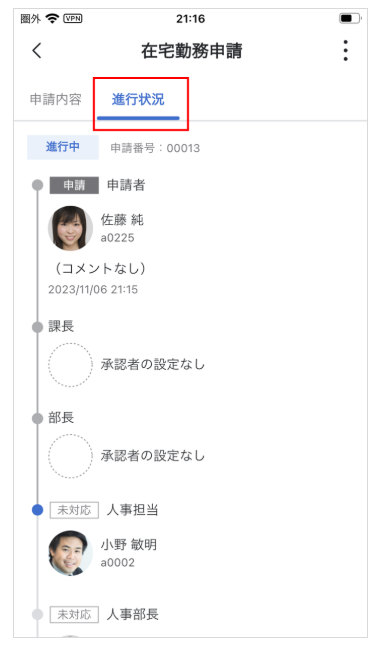 圏外 VPN 21:16
在宅勤務申請
申請内容 進行状況
進行中 申請番号：00013
申請 申請者
佐藤 純
a0225
（コメントなし）
2023/11/06 21:15
課長
承認者の設定なし
部長
承認者の設定なし
未対応 人事担当
小野 敏明
a0002
未対応 人事部長